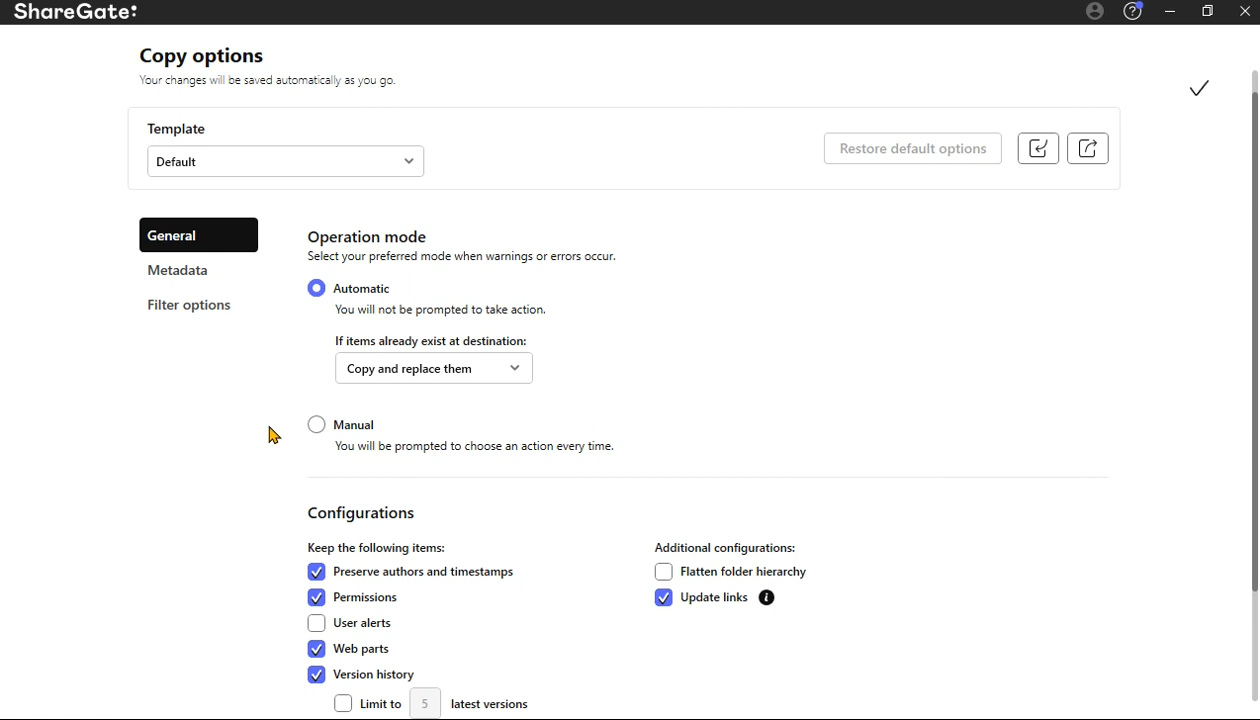 ShareGate:
Copy options
Your changes will be saved automatically as you go.
Template
Default
Restore default options
General
Metadata
Filter options
Operation mode
Select your preferred mode when warnings or errors occur.
Automatic
You will not be prompted to take action.
If items already exist at destination:
Copy and replace them
Manual
You will be prompted to choose an action every time.
Configurations
Keep the following items:
Preserve authors and timestamps
Permissions
User alerts
Web parts
Version history
Limit to 5 latest versions
Additional configurations:
Flatten folder hierarchy
Update links